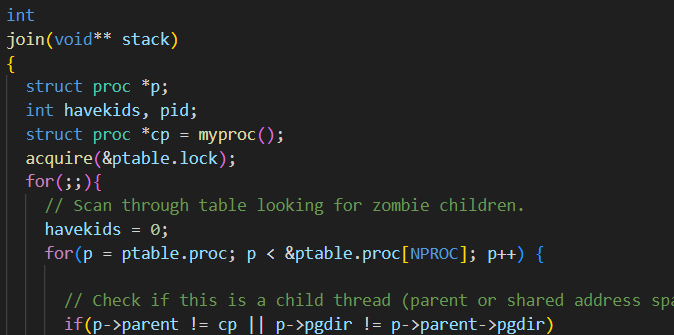 int
join(void** stack)
{
struct proc *p;
int havekids, pid;
struct proc *cp = myproc();
acquire(&ptable.lock);
for(;;){
// Scan through table looking for zombie children.
havekids = 0;
for(p = ptable.proc; p < &ptable.proc[NPROC]; p++) {
// Check if this is a child thread (parent or shared address spa
if(p->parent != cp || p->pgdir != p->parent->pgdir)